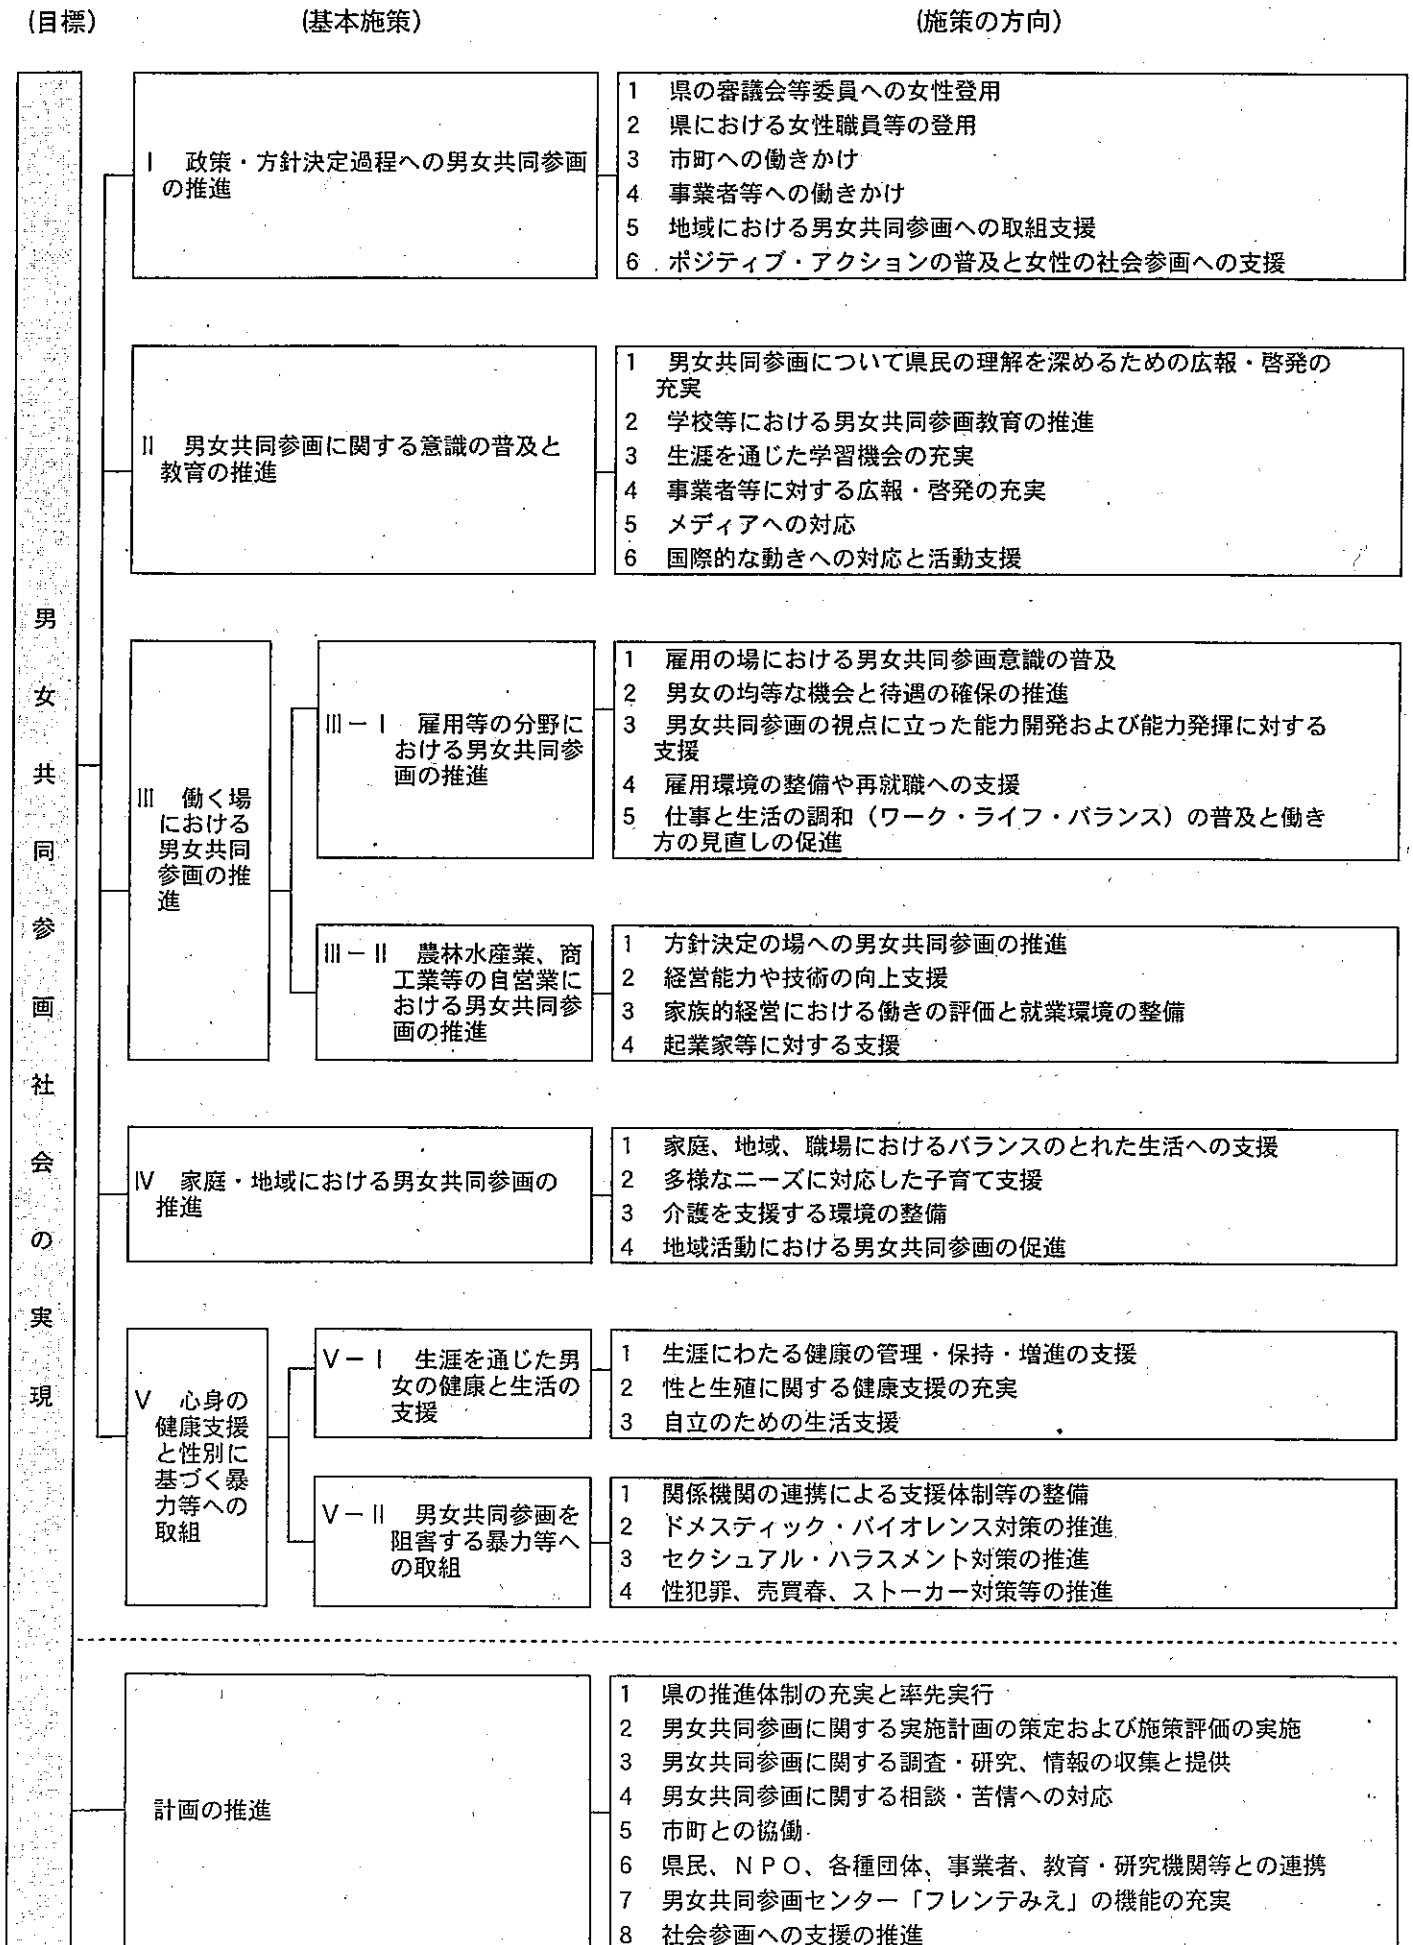 (目標) (基本施策) (施策の方向)
男女共同参画社会の実現
Ⅰ 政策・方針決定過程への男女共同参画
の推進
1 県の審議会等委員への女性登用
2 県における女性職員等の登用
3 市町への働きかけ
4 事業者等への働きかけ
5 地域における男女共同参画への取組支援
6 ポジティブ・アクションの普及と女性の社会参画への支援
Ⅱ 男女共同参画に関する意識の普及と
教育の推進
1 男女共同参画について県民の理解を深めるための広報・啓発の
充実
2 学校等における男女共同参画教育の推進
3 生涯を通じた学習機会の充実
4 事業者等に対する広報・啓発の充実
5 メディアへの対応
6 国際的な動きへの対応と活動支援
Ⅲ 働く場
における
男女共同
参画の推
進
Ⅲ－Ⅰ 雇用等の分野に
おける男女共同参
画の推進
1 雇用の場における男女共同参画意識の普及
2 男女の均等な機会と待遇の確保の推進
3 男女共同参画の視点に立った能力開発および能力発揮に対する
支援
4 雇用環境の整備や再就職への支援
5 仕事と生活の調和（ワーク・ライフ・バランス）の普及と働き
方の見直しの促進
Ⅲ－Ⅱ 農林水産業、商
工業等の自営業に
おける男女共同参
画の推進
1 方針決定の場への男女共同参画の推進
2 経営能力や技術の向上支援
3 家族的経営における働きの評価と就業環境の整備
4 起業家等に対する支援
Ⅳ 家庭・地域における男女共同参画の
推進
1 家庭、地域、職場におけるバランスのとれた生活への支援
2 多様なニーズに対応した子育て支援
3 介護を支援する環境の整備
4 地域活動における男女共同参画の促進
Ⅴ 心身の
健康支援
と性別に
基づく暴
力等への
取組
Ⅴ－Ⅰ 生涯を通じた男
女の健康と生活の
支援
1 生涯にわたる健康の管理・保持・増進の支援
2 性と生殖に関する健康支援の充実
3 自立のための生活支援
Ⅴ－Ⅱ 男女共同参画を
阻害する暴力等へ
の取組
1 関係機関の連携による支援体制等の整備
2 ドメスティック・バイオレンス対策の推進
3 セクシュアル・ハラスメント対策の推進
4 性犯罪、売買春、ストーカー対策等の推進
計画の推進
1 県の推進体制の充実と率先実行
2 男女共同参画に関する実施計画の策定および施策評価の実施
3 男女共同参画に関する調査・研究、情報の収集と提供
4 男女共同参画に関する相談・苦情への対応
5 市町との協働
6 県民、ＮＰＯ、各種団体、事業者、教育・研究機関等との連携
7 男女共同参画センター「フレンテみえ」の機能の充実
8 社会参画への支援の推進